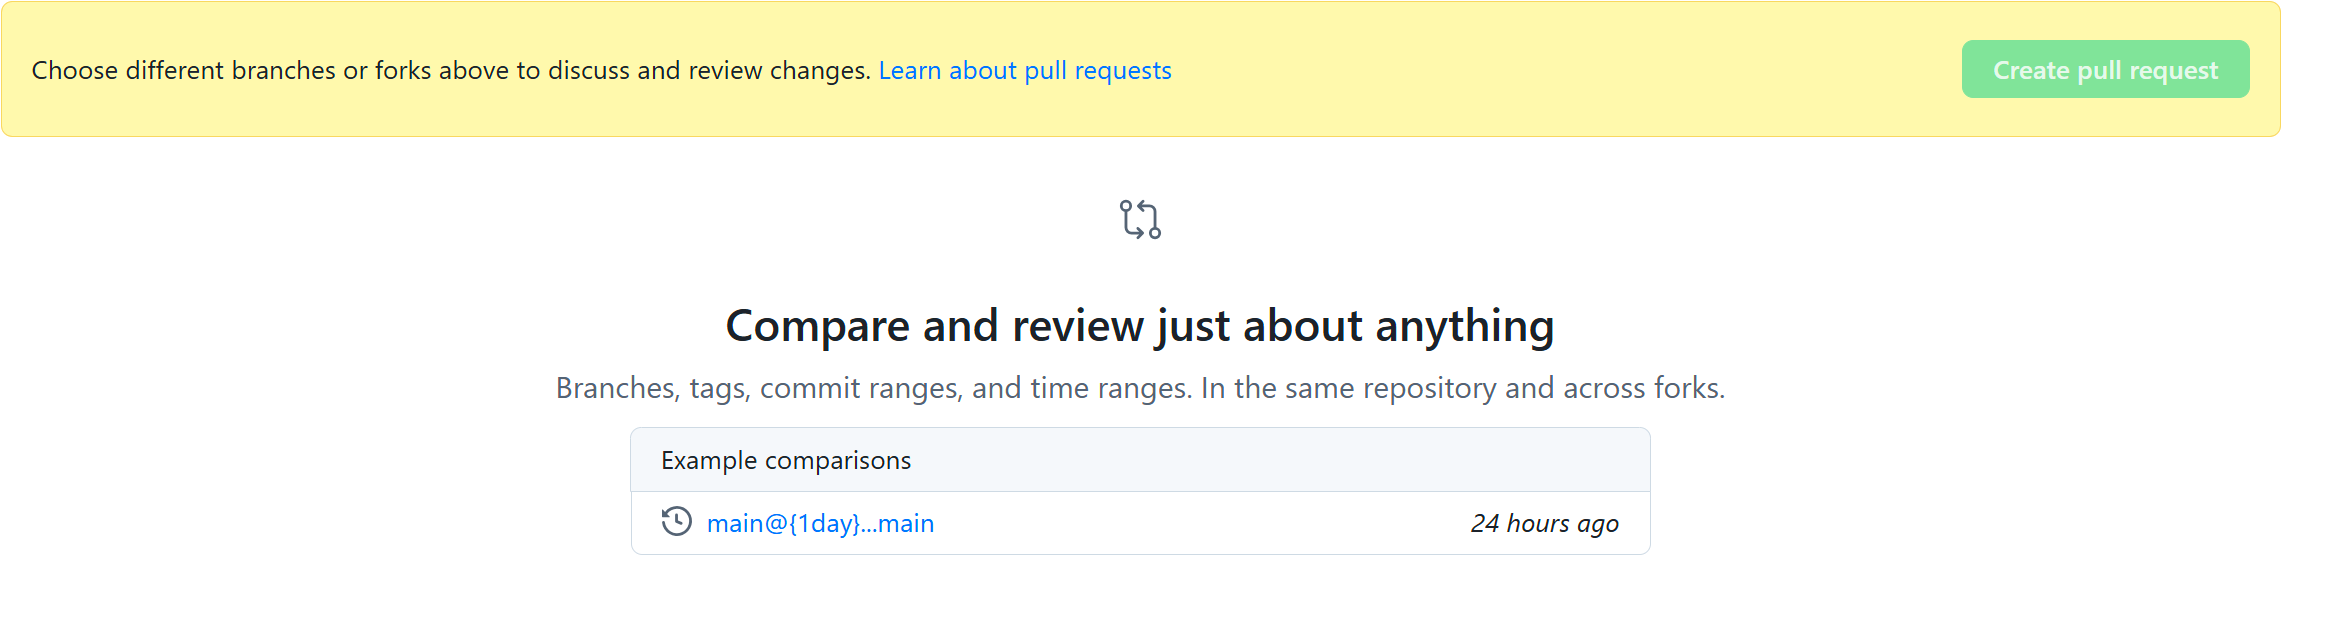 Choose different branches or forks above to discuss and review changes. Learn about pull requests
Create pull request
Compare and review just about anything
Branches, tags, commit ranges, and time ranges. In the same repository and across forks.
Example comparisons
main@{1day}...main
24 hours ago